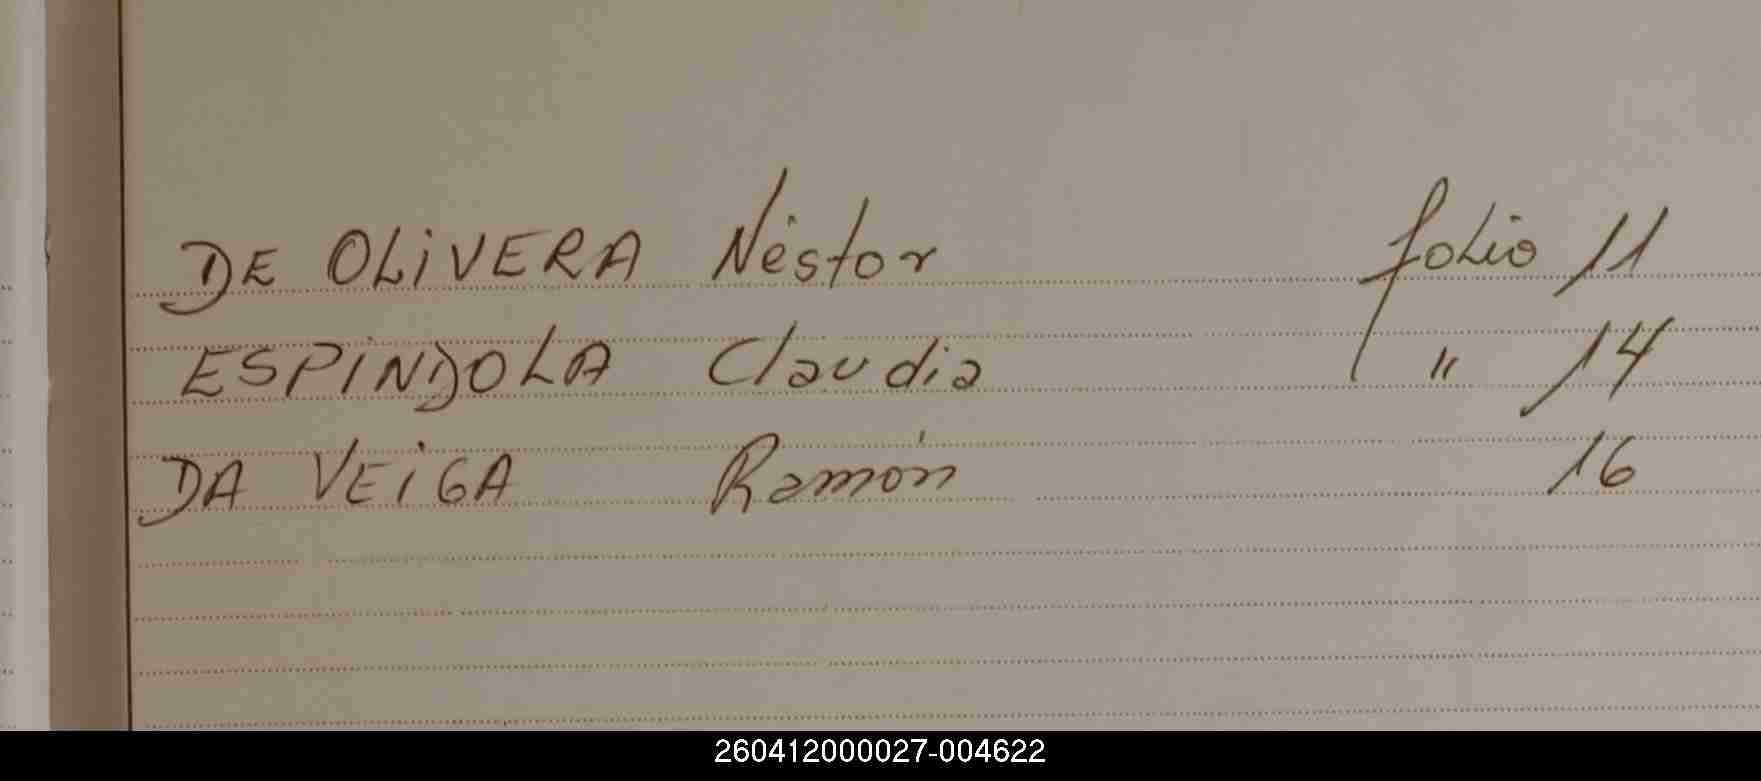 DE OLIVERA Néstor folio 11
ESPINDOLA Claudia " 14
DA VEIGA Ramón 16
260412000027-004622